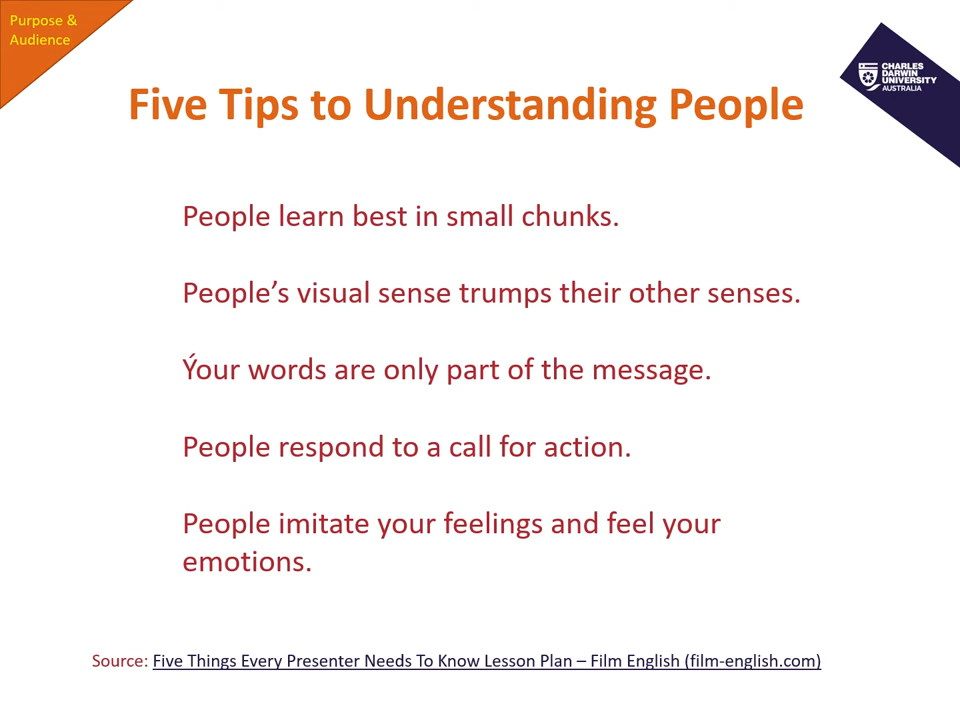 Purpose &
Audience
CHARLES
DARWIN
UNIVERSITY
AUSTRALIA
Five Tips to Understanding People
People learn best in small chunks.
People’s visual sense trumps their other senses.
Ýour words are only part of the message.
People respond to a call for action.
People imitate your feelings and feel your
emotions.
Source: Five Things Every Presenter Needs To Know Lesson Plan – Film English (film-english.com)